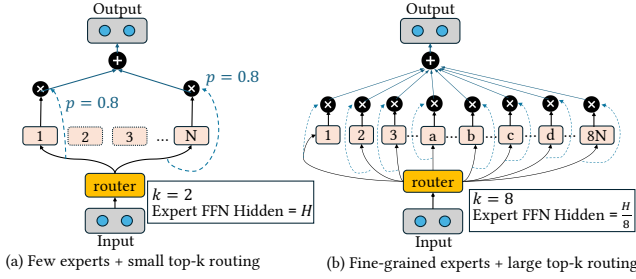 Output
Output
+
+
× × × × × × × × × ×
p = 0.8
p = 0.8
1 2 3 ... N
1 2 3 ... a ... b ... c ... d ... 8N
router
router
k = 2
Expert FFN Hidden = H
k = 8
Expert FFN Hidden = H/8
Input
Input
(a) Few experts + small top-k routing
(b) Fine-grained experts + large top-k routing